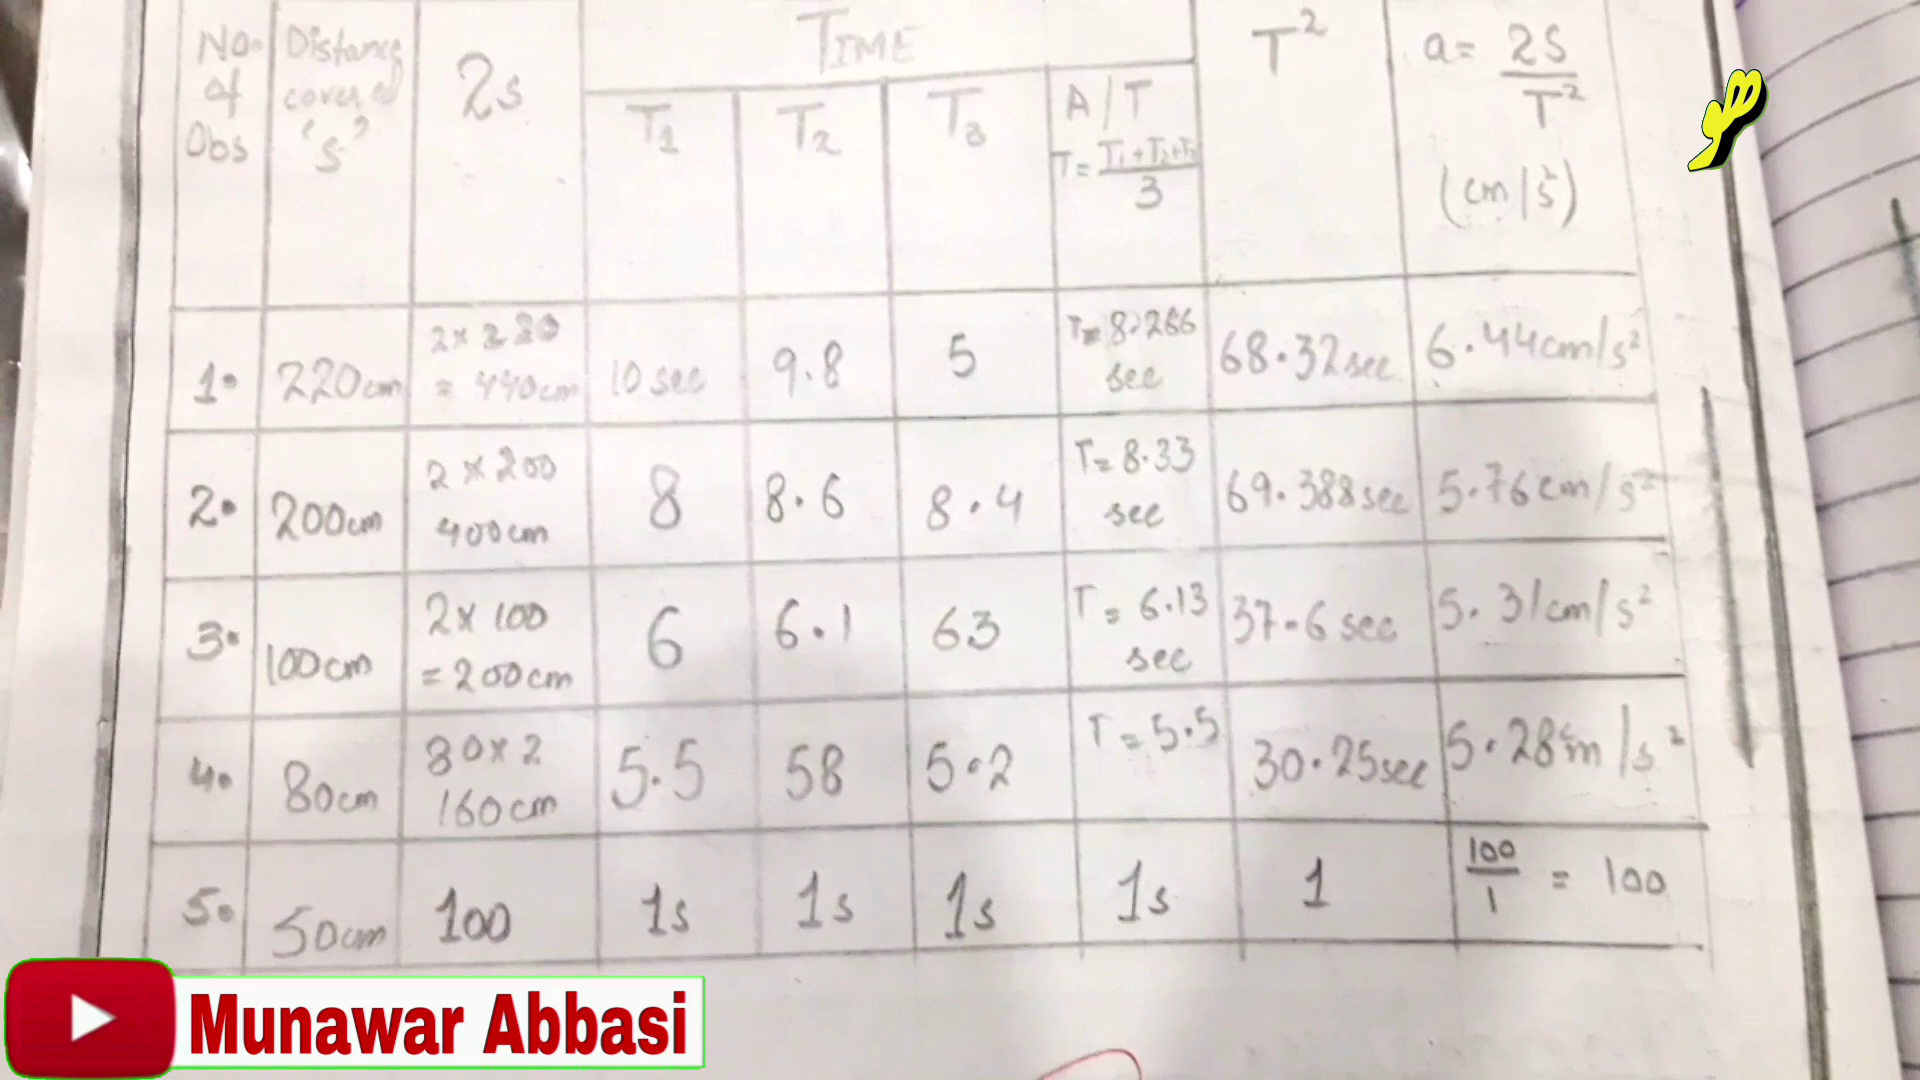 No. of Obs
Distance covered "s"
2s
TIME
T1
T2
T3
A/T
T = T1+T2+T3 / 3
T²
a = 2S / T²
(cm/s²)
1. 220cm 2 x 220 = 440cm 10 sec 9.8 5 T= 8.266 sec 68.32sec 6.44cm/s²
2. 200cm 2 x 200 400cm 8 8.6 8.4 T= 8.33 sec 69.388sec 5.76cm/s²
3. 100cm 2x 100 = 200cm 6 6.1 63 T = 6.13 sec 37.6 sec 5.31cm/s²
4. 80cm 80x2 160cm 5.5 58 5.2 T = 5.5 30.25sec 5.28cm/s²
5. 50cm 100 1s 1s 1s 1s 1 100/1 = 100
Munawar Abbasi